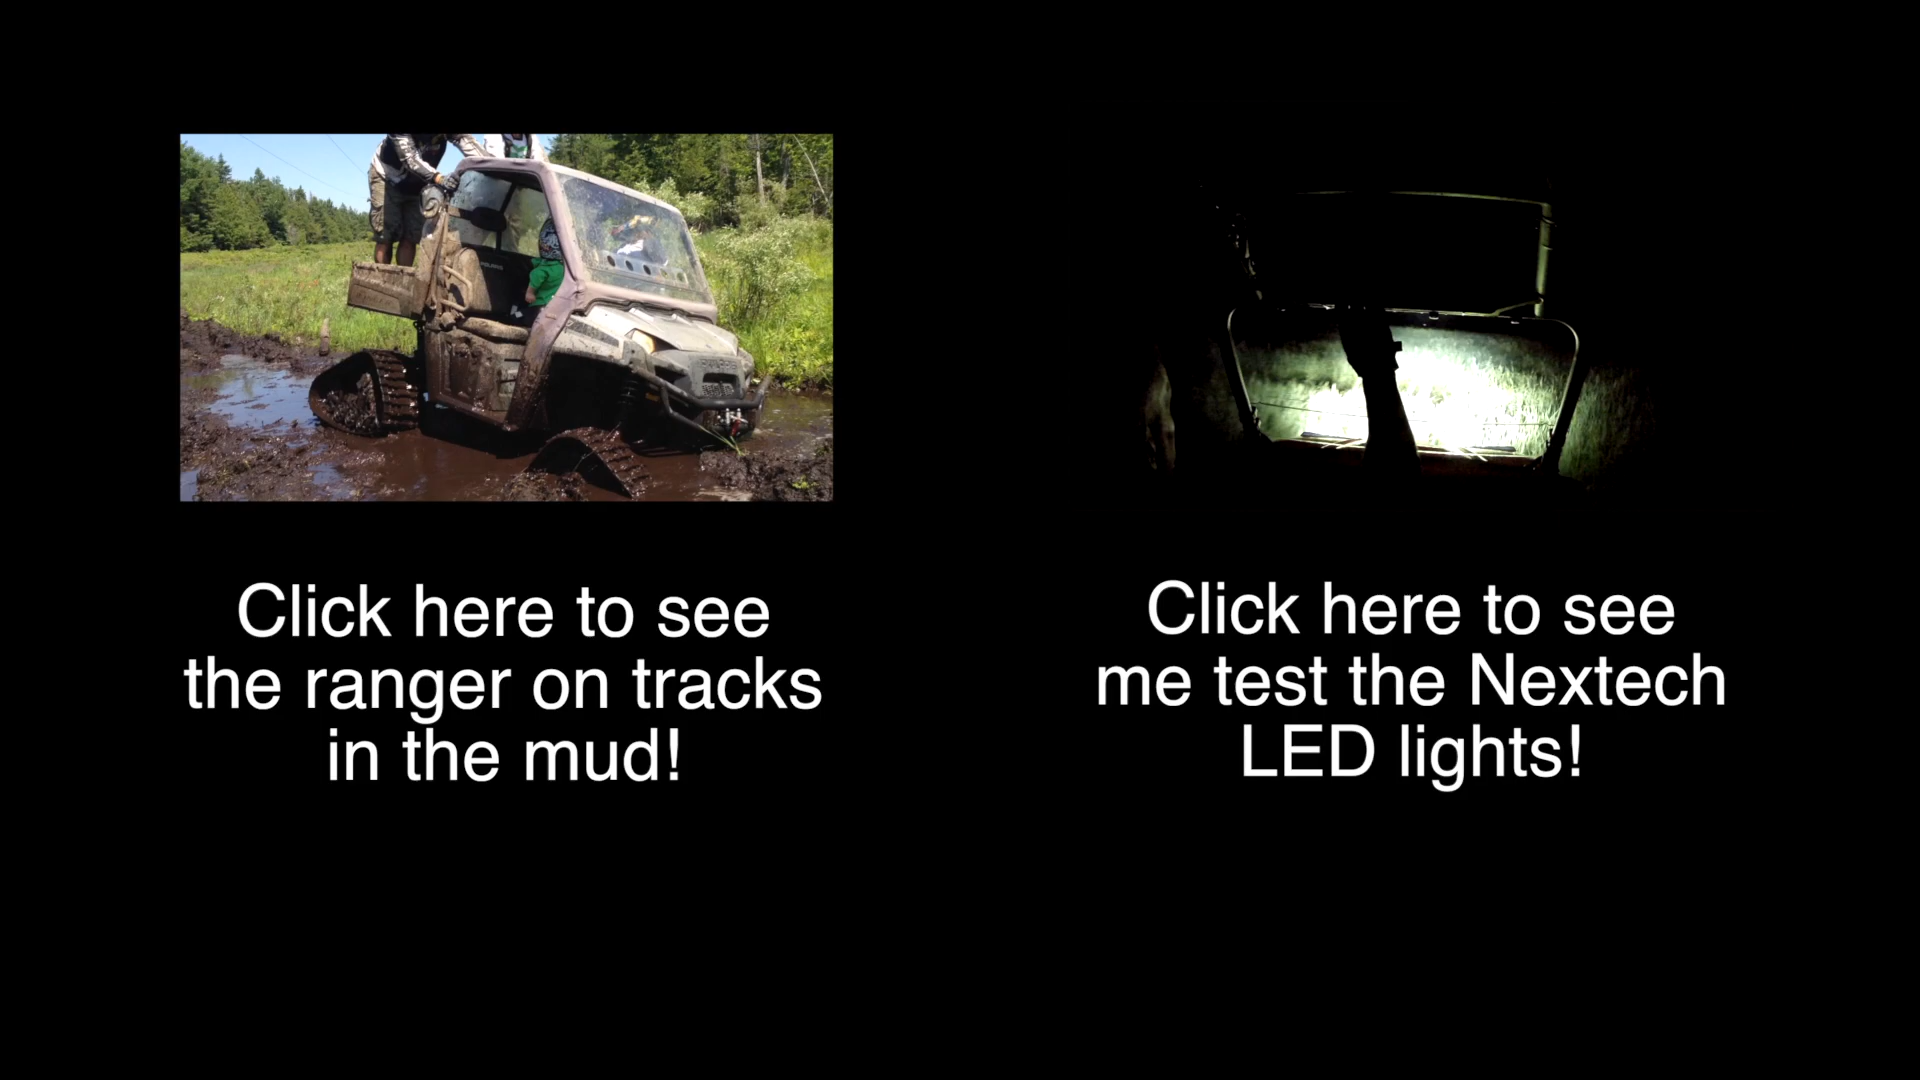 Click here to see
the ranger on tracks
in the mud!
Click here to see
me test the Nextech
LED lights!
POLARIS